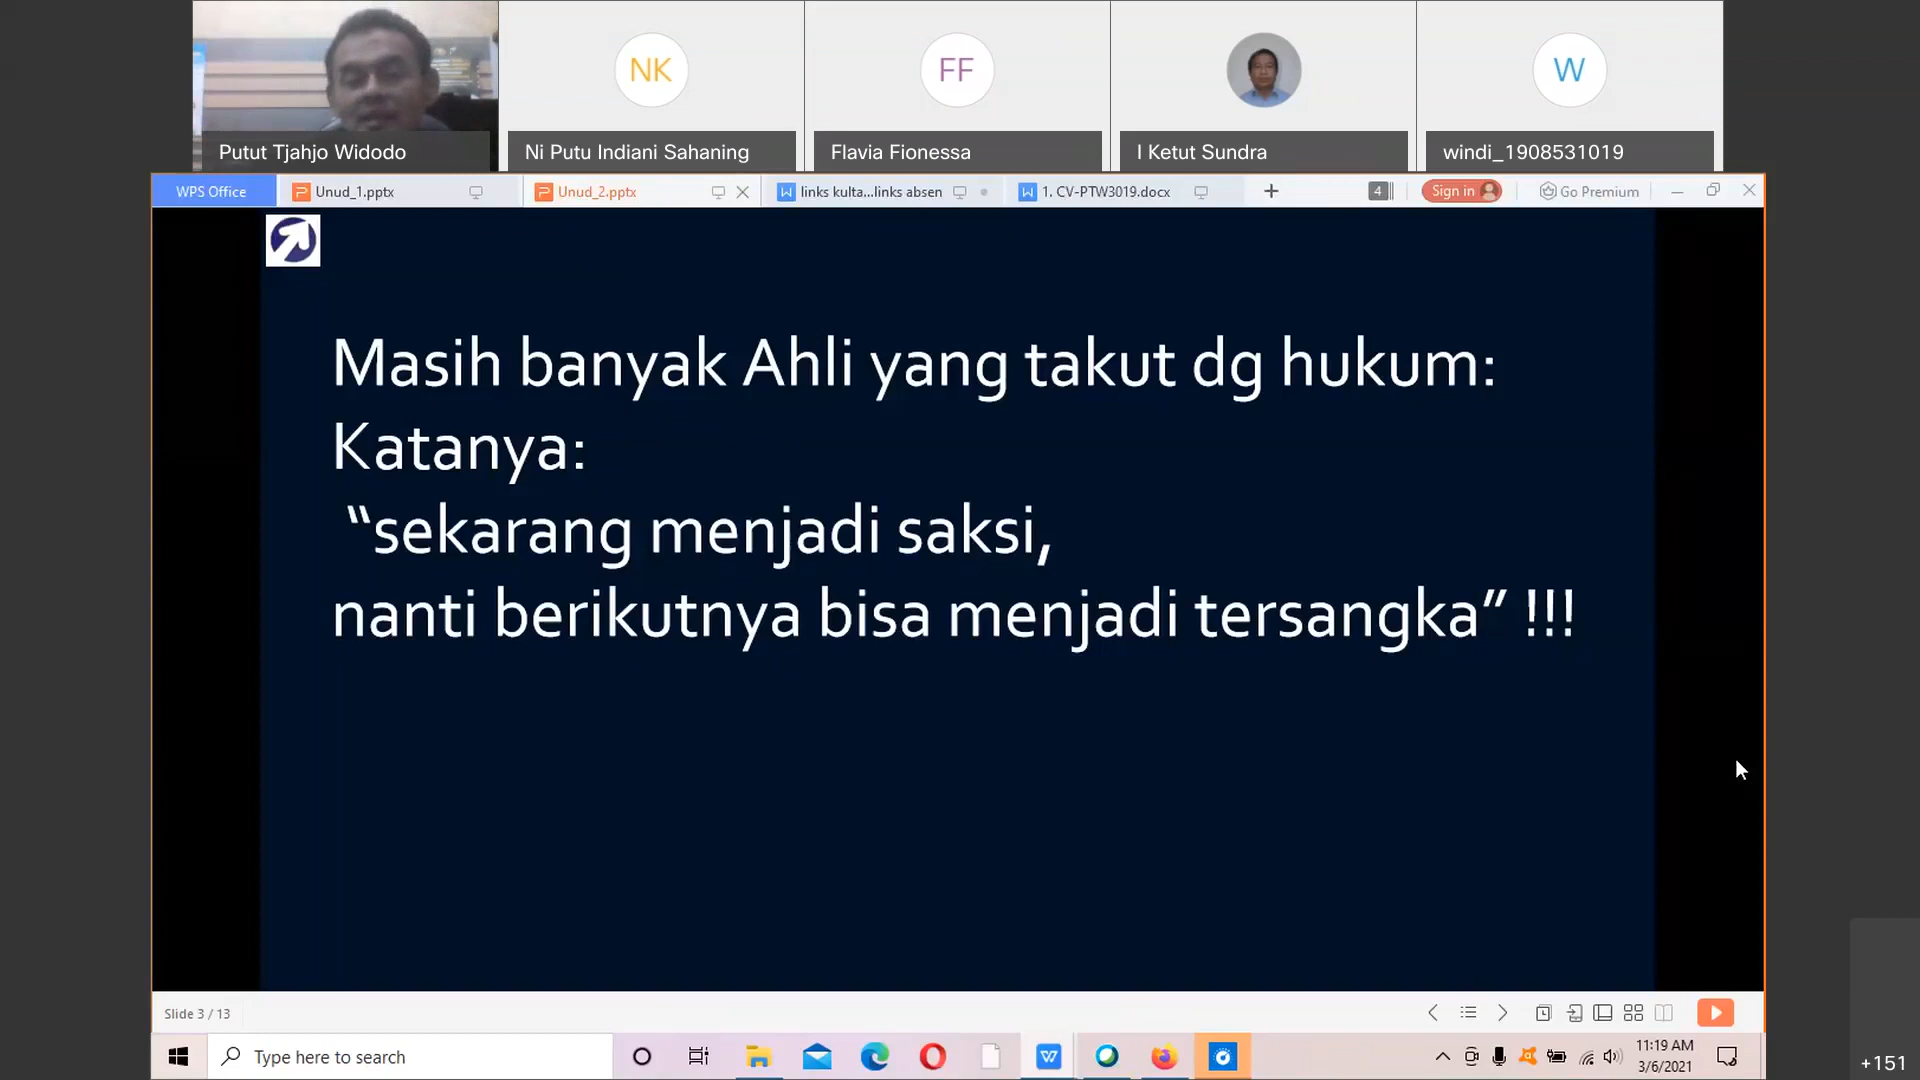 NK
FF
W
Putut Tjahjo Widodo
Ni Putu Indiani Sahaning
Flavia Fionessa
I Ketut Sundra
windi_1908531019
WPS Office
Unud_1.pptx
Unud_2.pptx
links kulta...links absen
1. CV-PTW3019.docx
4
Sign in
Go Premium
Masih banyak Ahli yang takut dg hukum:
Katanya:
“sekarang menjadi saksi,
nanti berikutnya bisa menjadi tersangka” !!!
Slide 3 / 13
Type here to search
11:19 AM
3/6/2021
+151